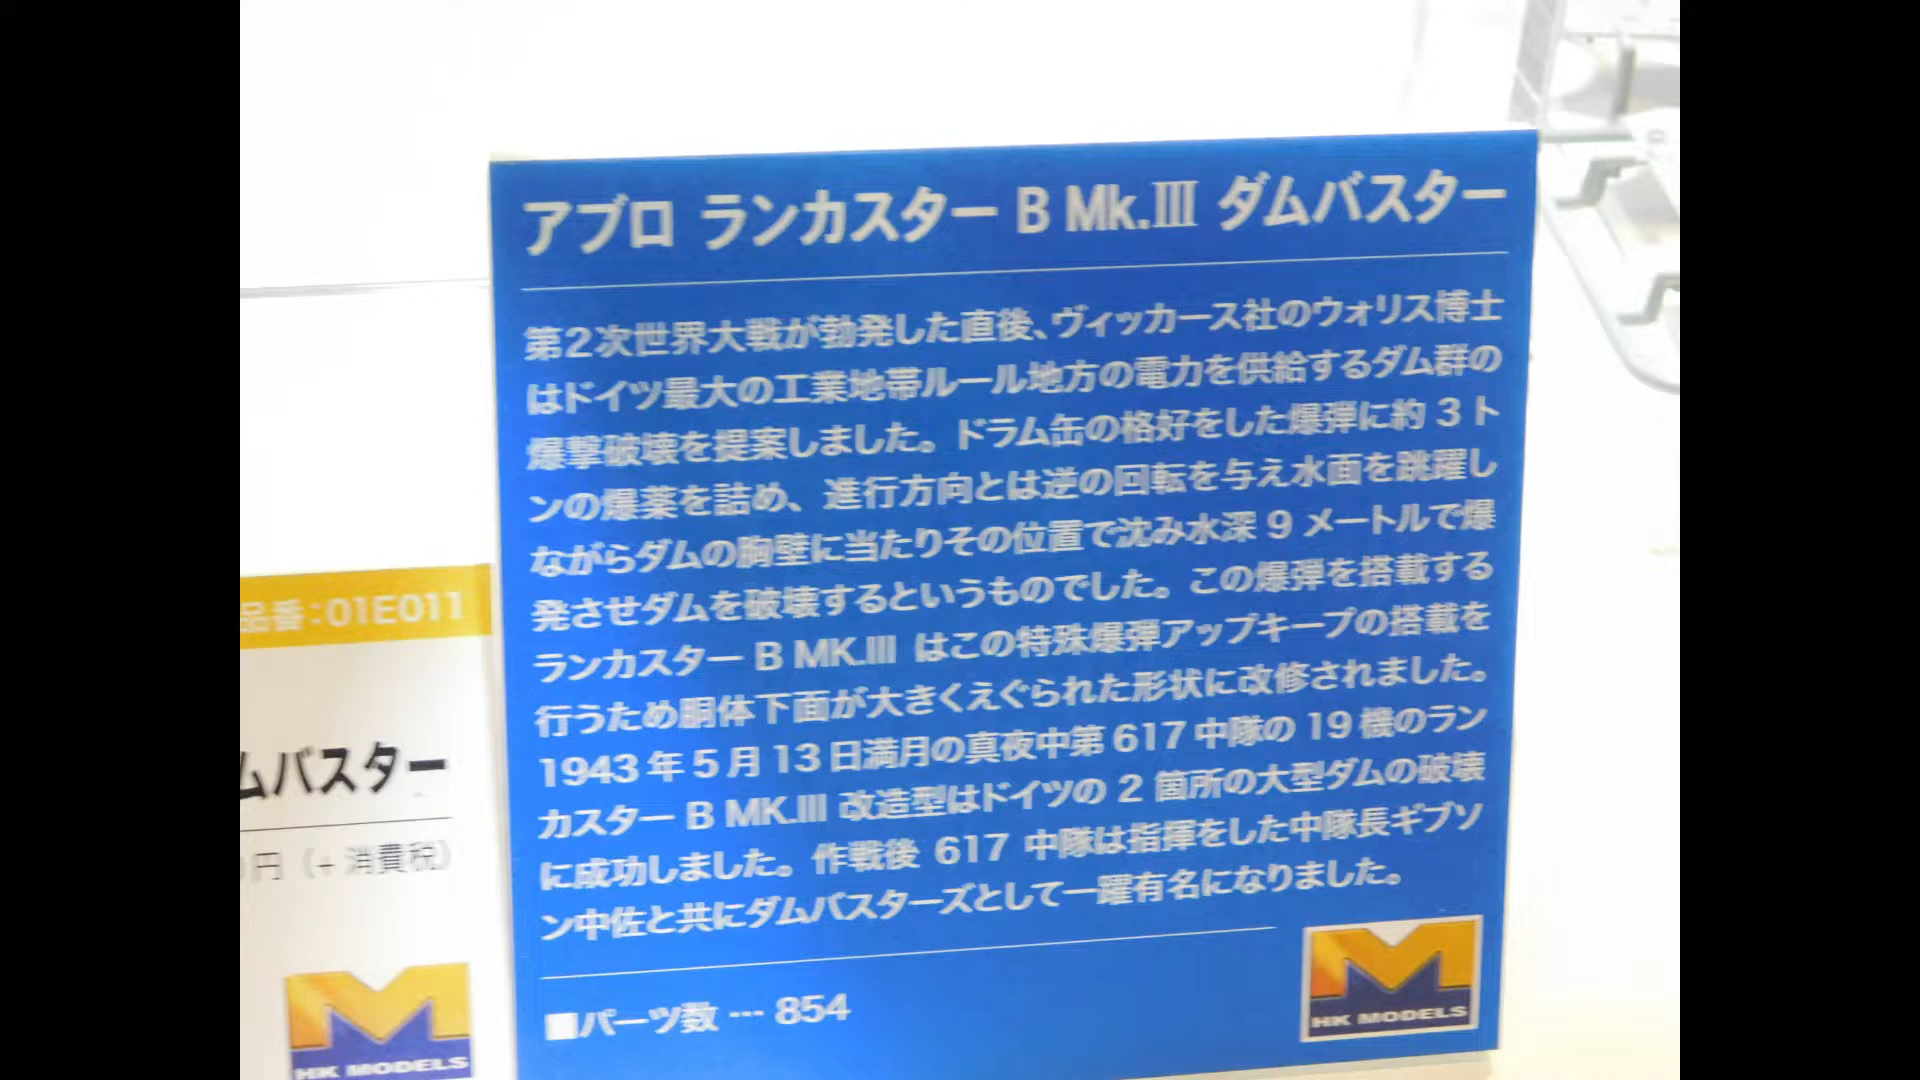 アブロ ランカスター B Mk.Ⅲ ダムバスター
第2次世界大戦が勃発した直後、ヴィッカース社のウォリス博士
はドイツ最大の工業地帯ルール地方の電力を供給するダム群の
爆撃破壊を提案しました。ドラム缶の格好をした爆弾に約 3 ト
ンの爆薬を詰め、進行方向とは逆の回転を与え水面を跳躍し
ながらダムの胸壁に当たりその位置で沈み水深 9 メートルで爆
発させダムを破壊するというものでした。この爆弾を搭載する
ランカスター B MK.Ⅲ はこの特殊爆弾アップキープの搭載を
行うため胴体下面が大きくえぐられた形状に改修されました。
1943 年 5 月 13 日満月の真夜中第 617 中隊の 19 機のラン
カスター B MK.Ⅲ 改造型はドイツの 2 箇所の大型ダムの破壊
に成功しました。作戦後 617 中隊は指揮をした中隊長ギブソ
ン中佐と共にダムバスターズとして一躍有名になりました。
■パーツ数 … 854
HK MODELS
品番:01E011
ムバスター
円（+ 消費税）
HK MODELS